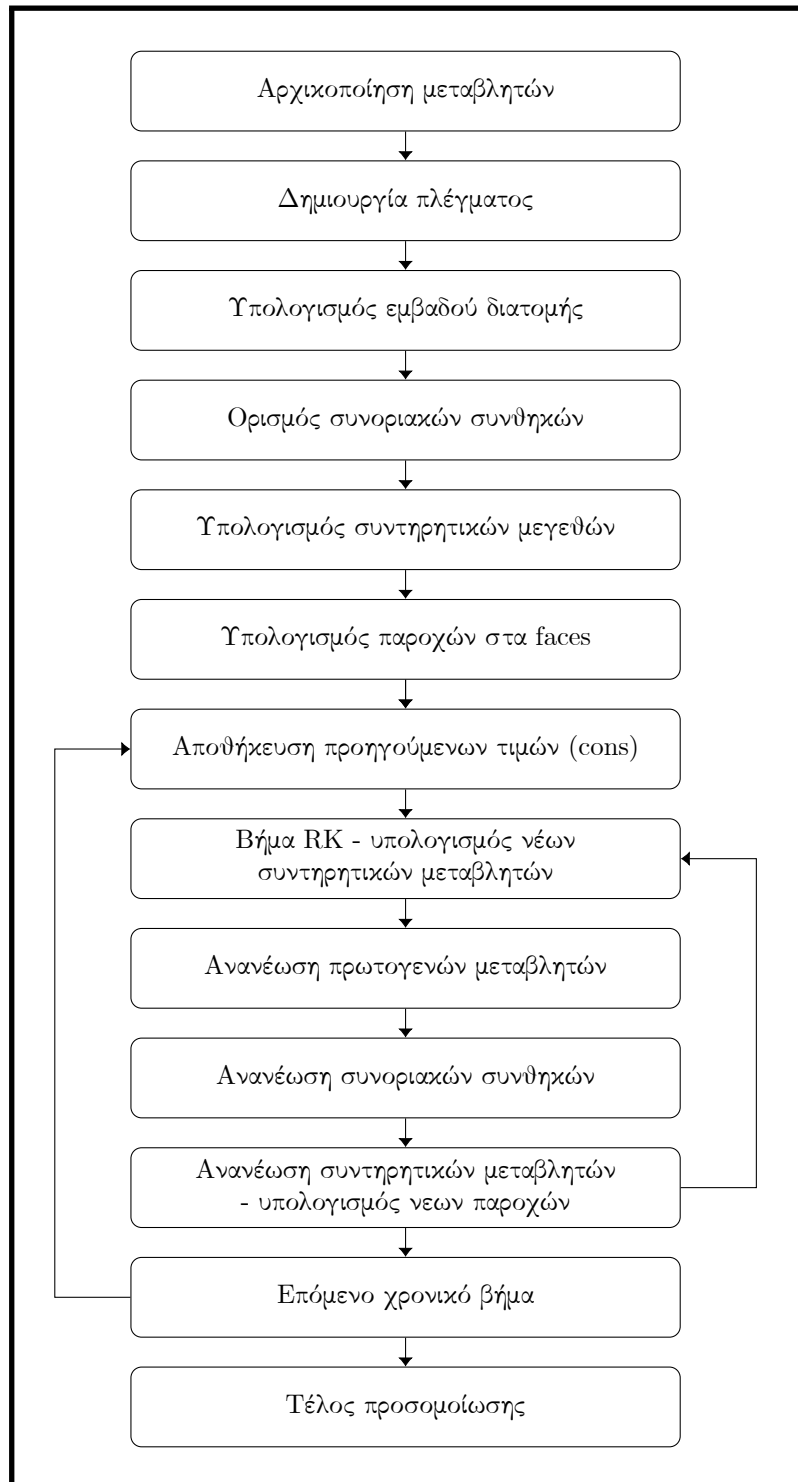 Αρχικοποίηση μεταβλητών
Δημιουργία πλέγματος
Υπολογισμός εμβαδού διατομής
Ορισμός συνοριακών συνθηκών
Υπολογισμός συντηρητικών μεγεθών
Υπολογισμός παροχών στα faces
Αποθήκευση προηγούμενων τιμών (cons)
Βήμα RK - υπολογισμός νέων
συντηρητικών μεταβλητών
Ανανέωση πρωτογενών μεταβλητών
Ανανέωση συνοριακών συνθηκών
Ανανέωση συντηρητικών μεταβλητών
- υπολογισμός νεων παροχών
Επόμενο χρονικό βήμα
Τέλος προσομοίωσης